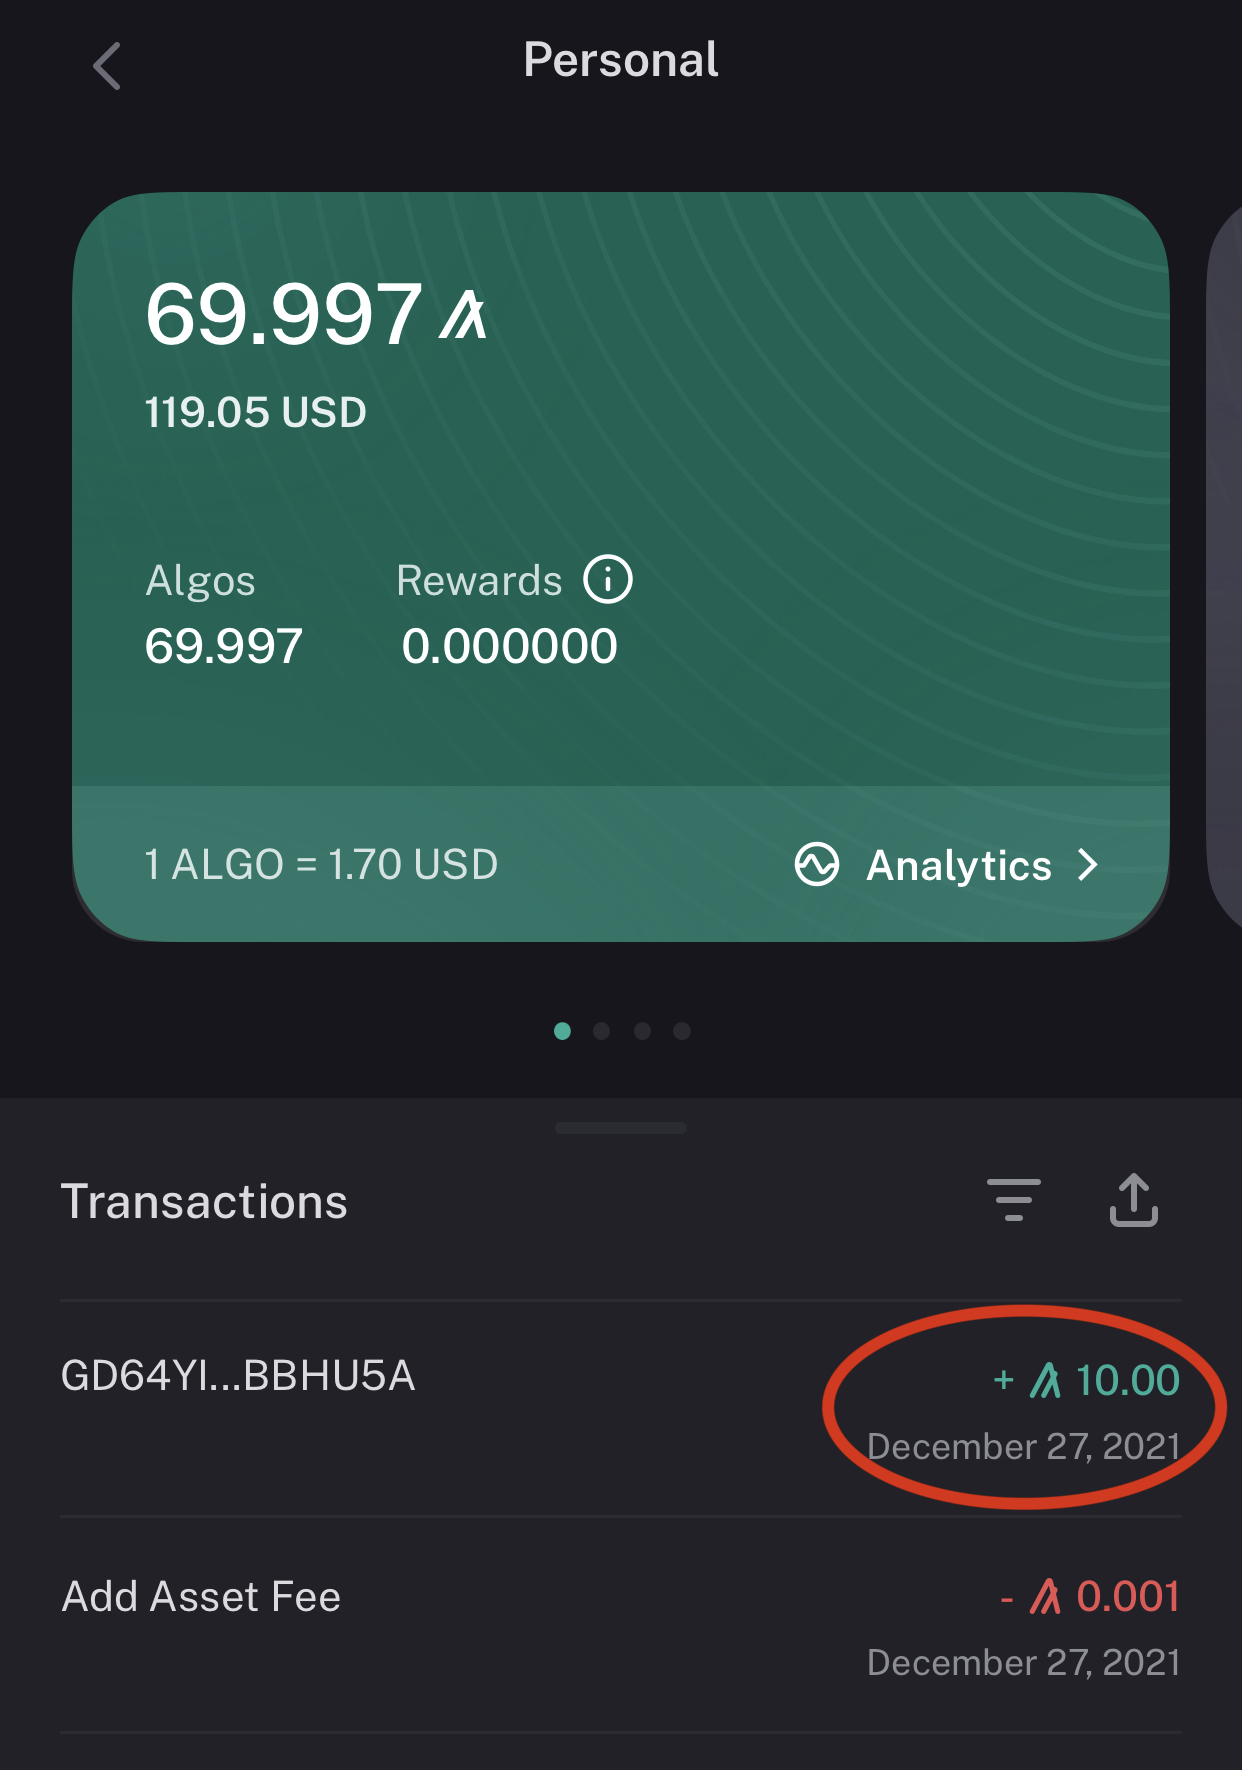 Personal
69.997
119.05 USD
Algos Rewards
69.997 0.000000
1 ALGO = 1.70 USD Analytics
Transactions
GD64YI...BBHU5A + 10.00
December 27, 2021
Add Asset Fee - 0.001
December 27, 2021